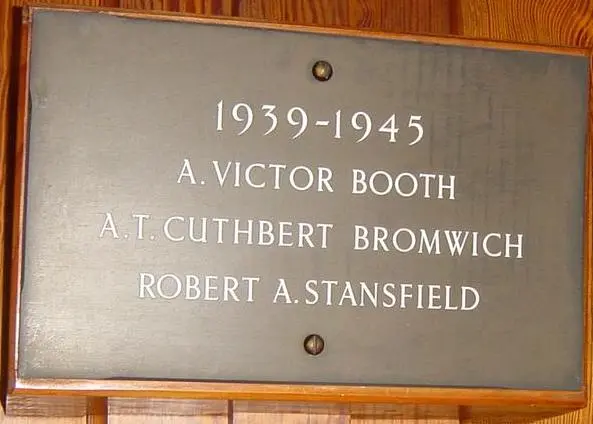 1939-1945
A. VICTOR BOOTH
A.T. CUTHBERT BROMWICH
ROBERT A. STANSFIELD